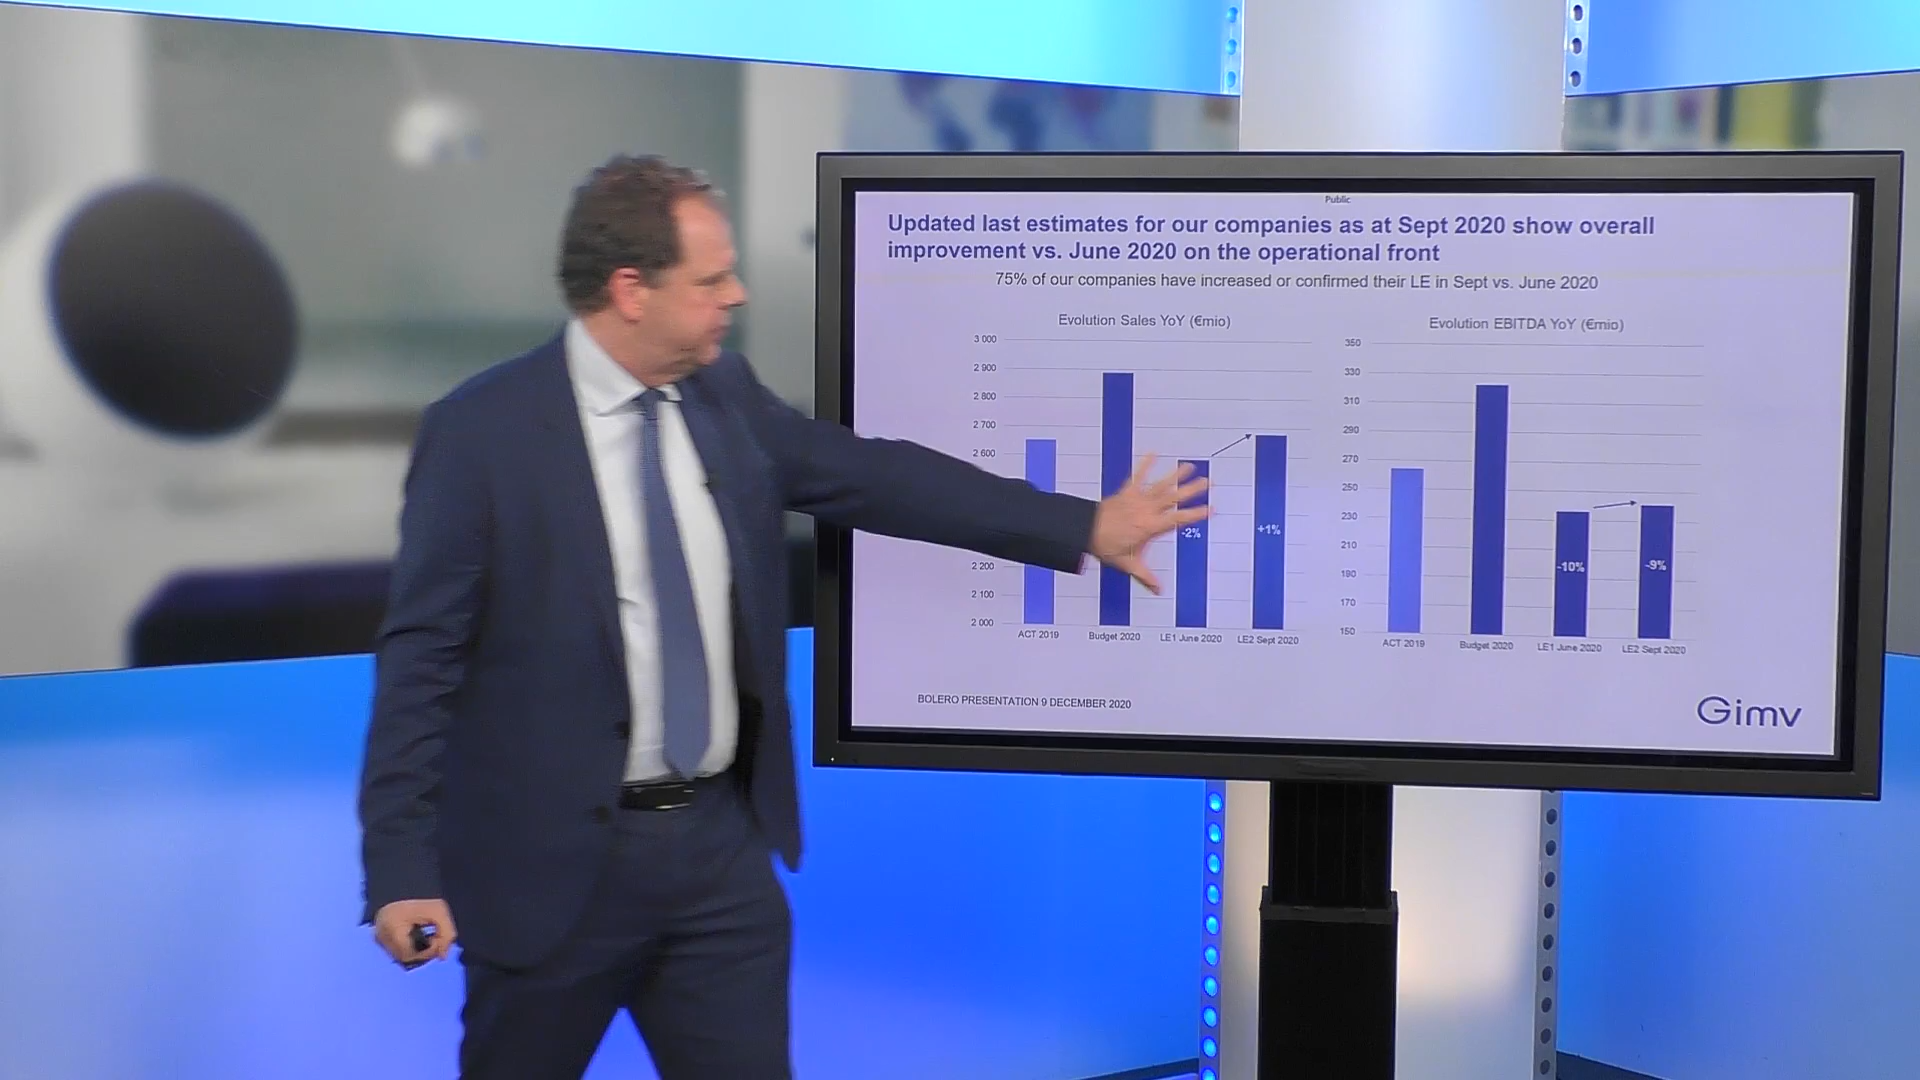 Public
Updated last estimates for our companies as at Sept 2020 show overall
improvement vs. June 2020 on the operational front
75% of our companies have increased or confirmed their LE in Sept vs. June 2020
Evolution Sales YoY (€mio)
3 000
2 900
2 800
2 700
2 600
2 200
2 100
2 000
-2%
+1%
ACT 2019 Budget 2020 LE1 June 2020 LE2 Sept 2020
Evolution EBITDA YoY (€mio)
350
330
310
290
270
250
230
210
190
170
150
-10%
-9%
ACT 2019 Budget 2020 LE1 June 2020 LE2 Sept 2020
BOLERO PRESENTATION 9 DECEMBER 2020
Gimv